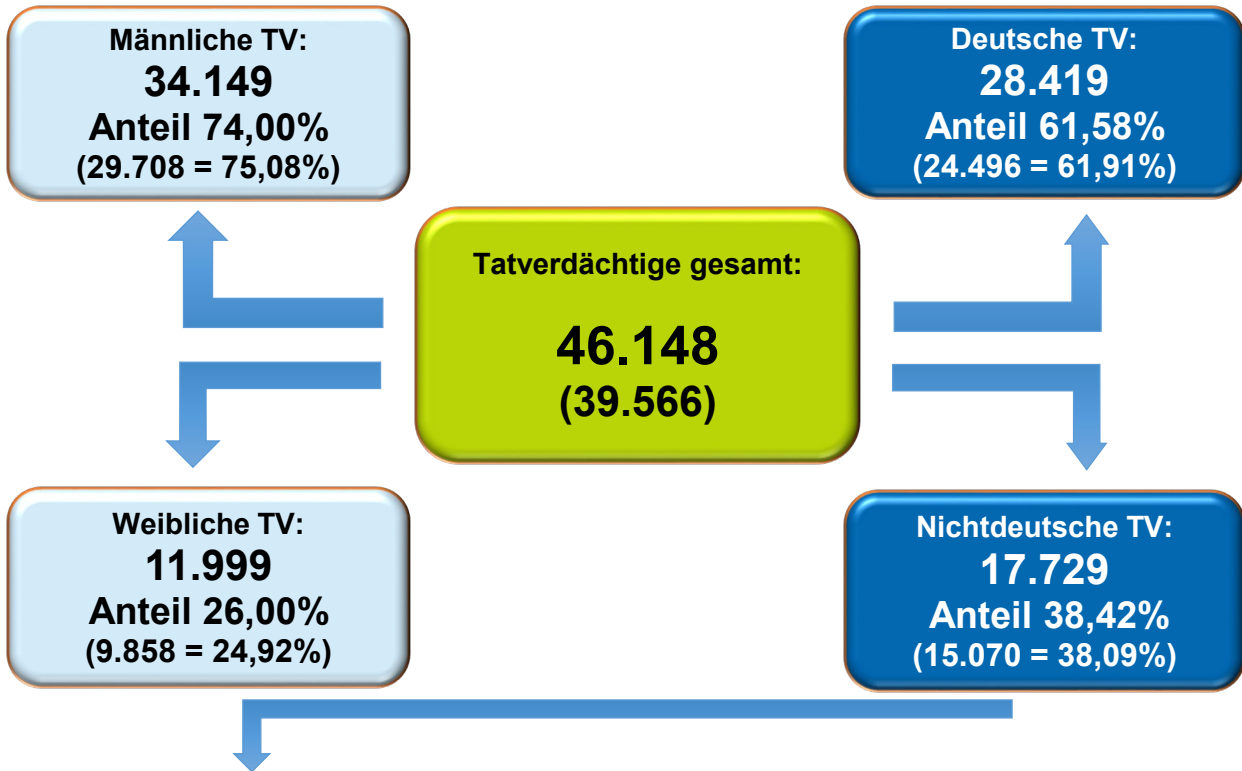 Männliche TV:
34.149
Anteil 74,00%
(29.708 = 75,08%)
Deutsche TV:
28.419
Anteil 61,58%
(24.496 = 61,91%)
Tatverdächtige gesamt:
46.148
(39.566)
Weibliche TV:
11.999
Anteil 26,00%
(9.858 = 24,92%)
Nichtdeutsche TV:
17.729
Anteil 38,42%
(15.070 = 38,09%)